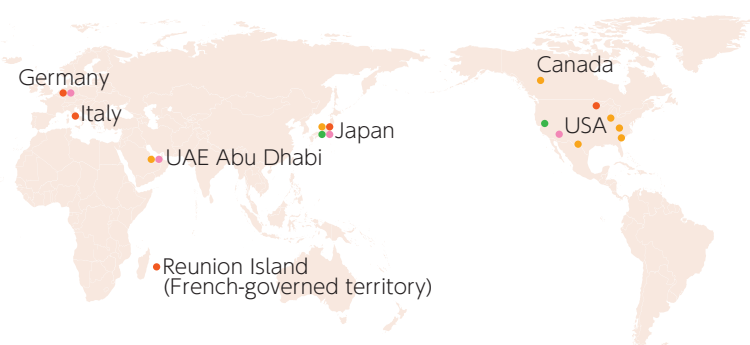 Canada
Germany
Italy
USA
Japan
UAE Abu Dhabi
Reunion Island
(French-governed territory)